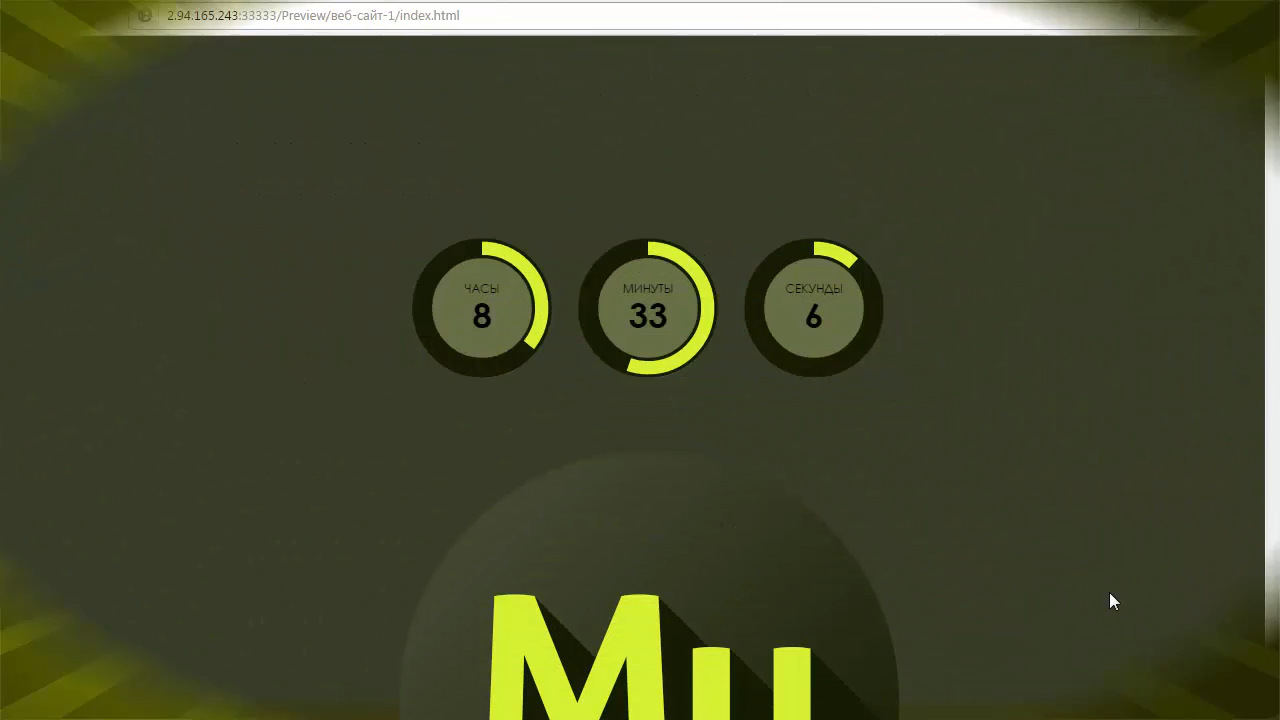 2.94.165.243:33333/Preview/веб-сайт-1/index.html
ЧАСЫ
8
МИНУТЫ
33
СЕКУНДЫ
6
Mu